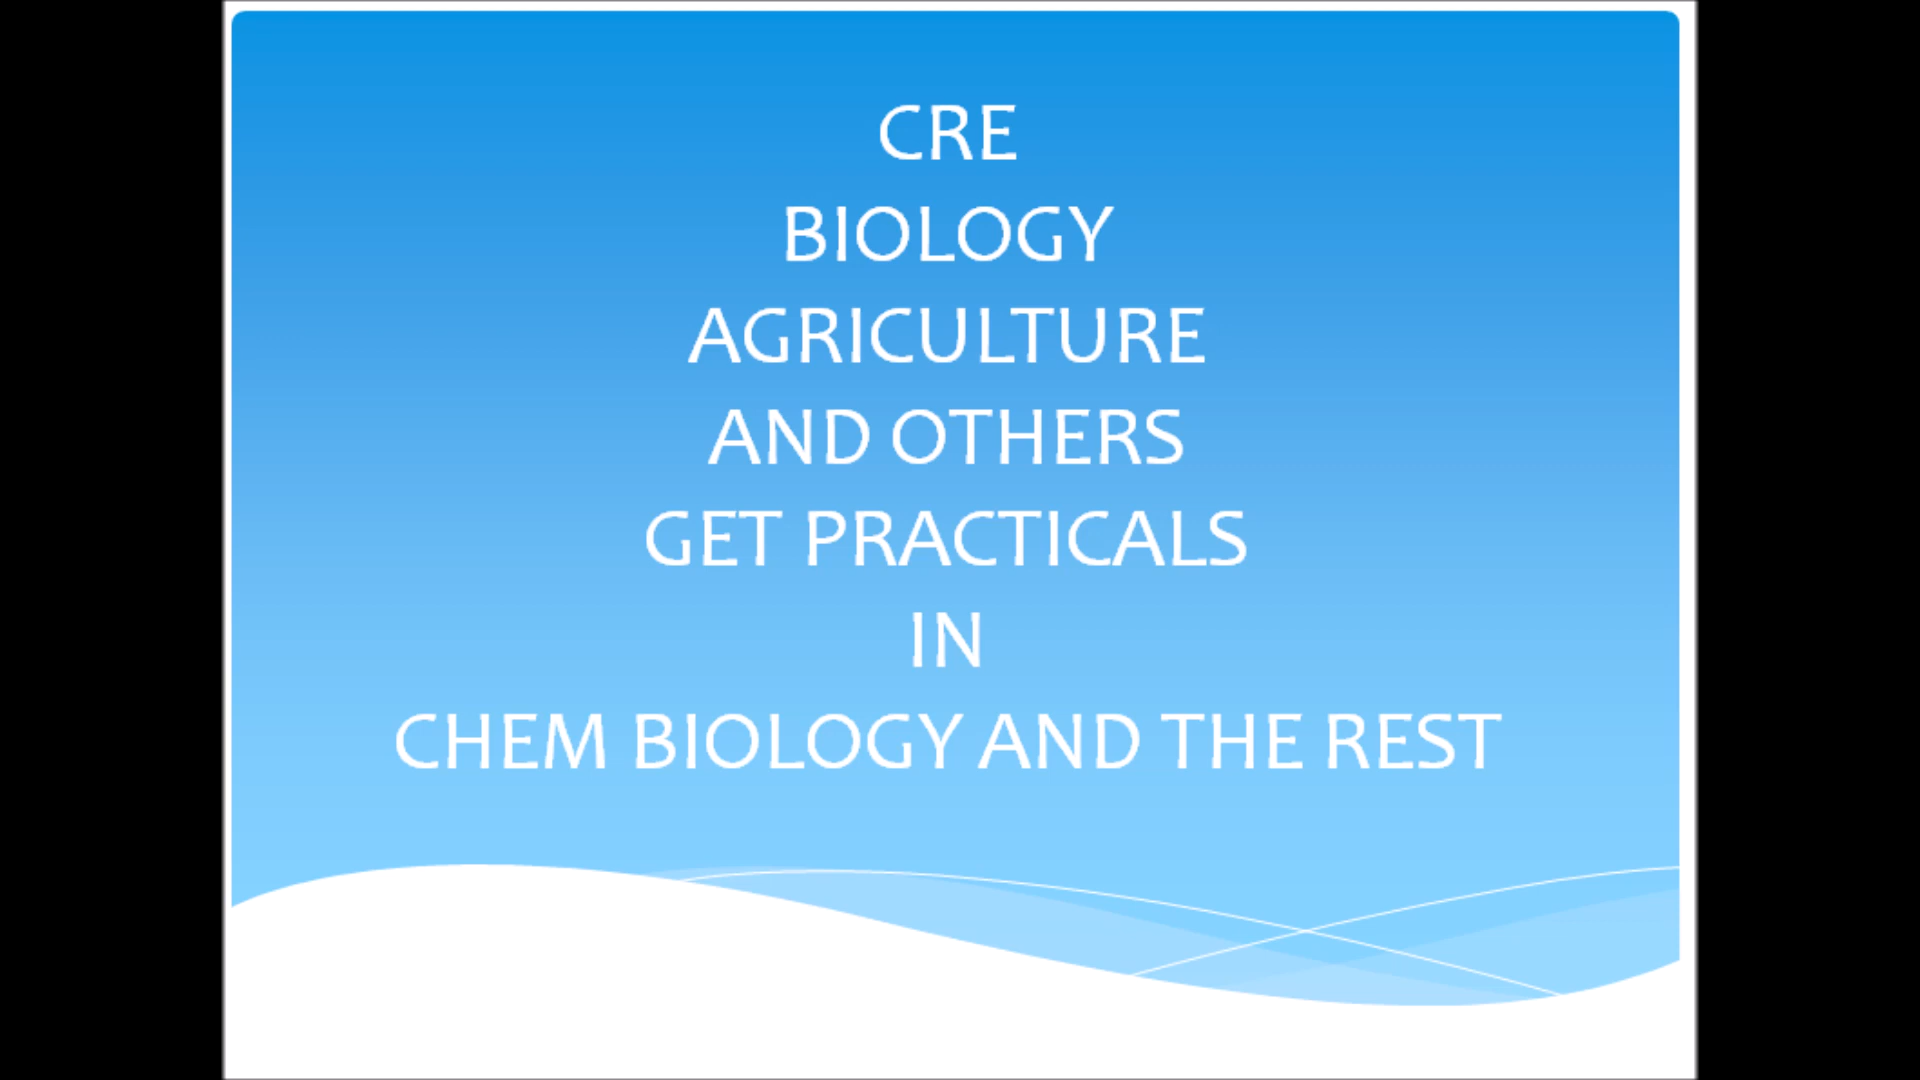 CRE
BIOLOGY
AGRICULTURE
AND OTHERS
GET PRACTICALS
IN
CHEM BIOLOGY AND THE REST